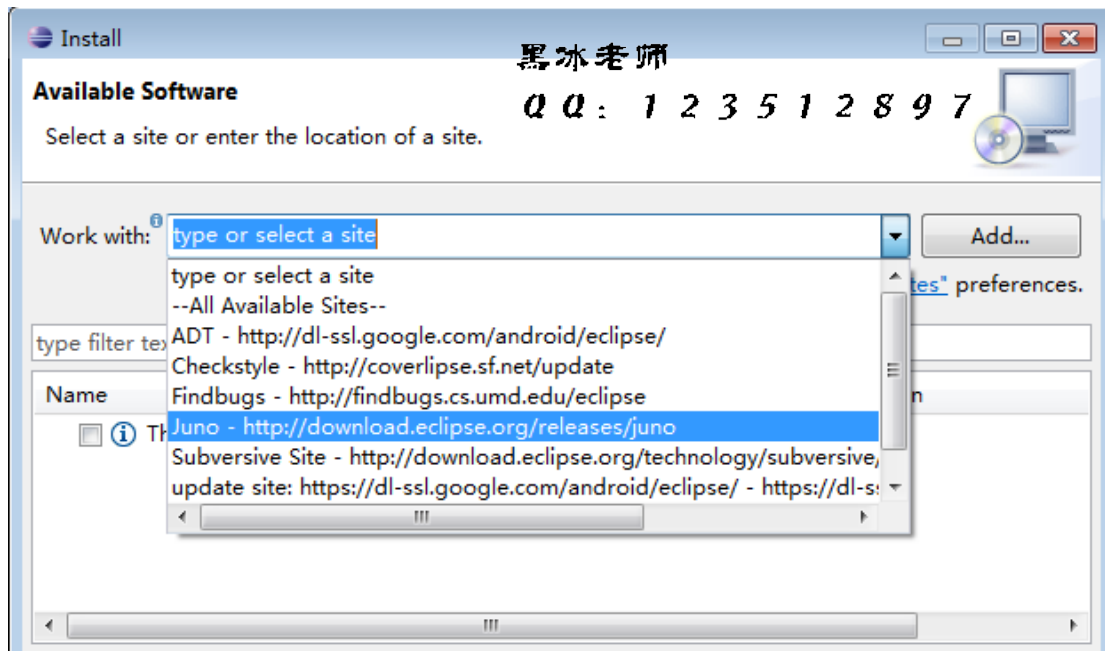 Install
黑冰老师
QQ：123512897
Available Software
Select a site or enter the location of a site.
Work with:
type or select a site
Add...
type or select a site
--All Available Sites--
tes" preferences.
ADT - http://dl-ssl.google.com/android/eclipse/
type filter te
Checkstyle - http://coverlipse.sf.net/update
Name
Findbugs - http://findbugs.cs.umd.edu/eclipse
n
Th
Juno - http://download.eclipse.org/releases/juno
Subversive Site - http://download.eclipse.org/technology/subversive/
update site: https://dl-ssl.google.com/android/eclipse/ - https://dl-s